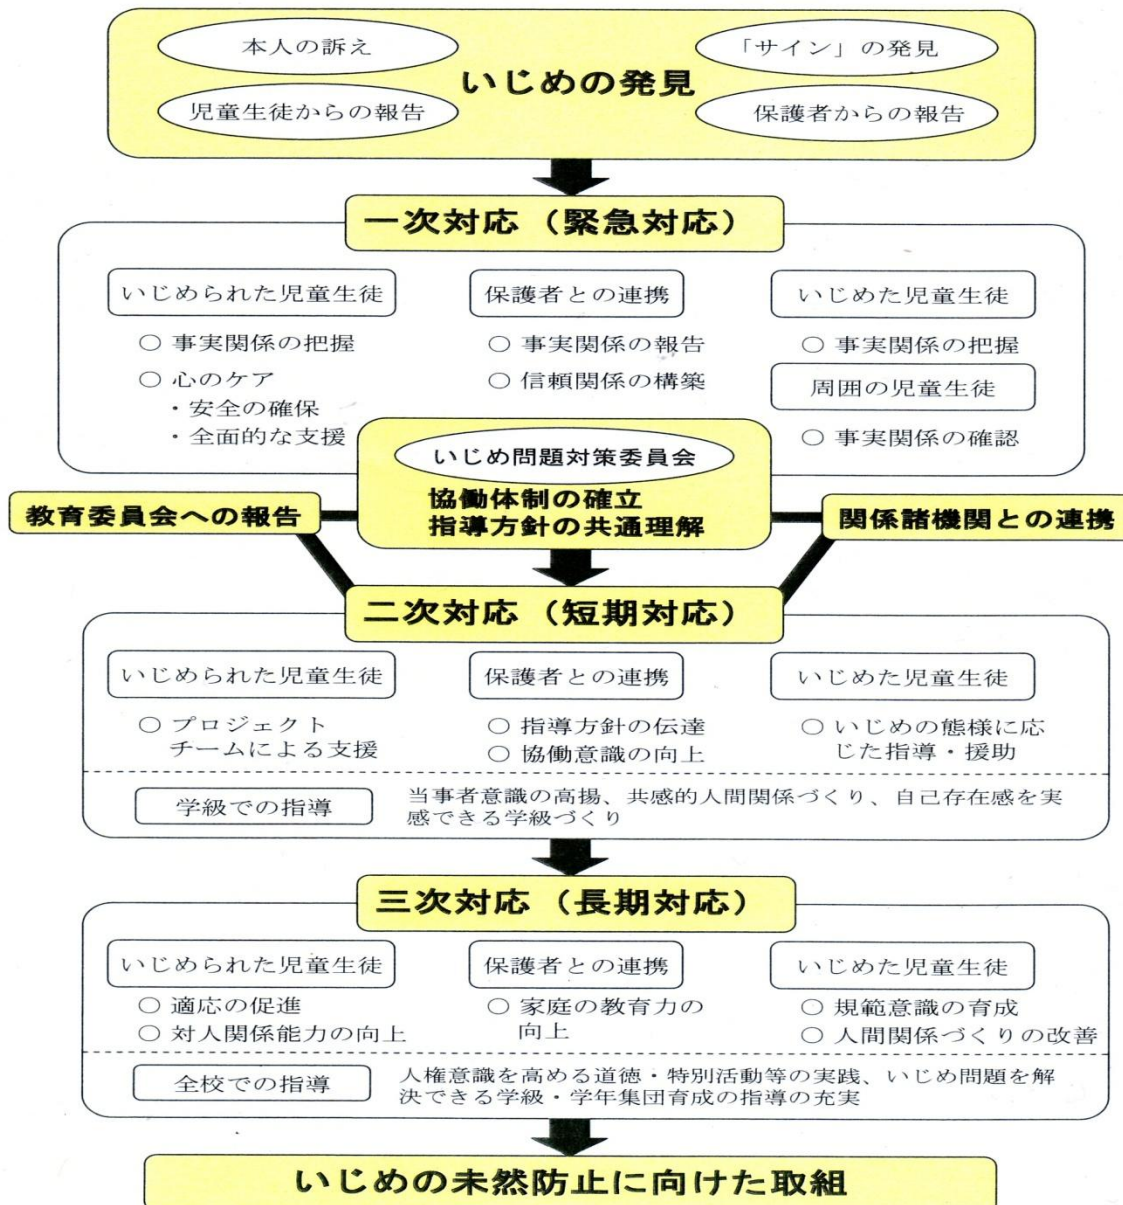 本人の訴え
「サイン」の発見
いじめの発見
児童生徒からの報告
保護者からの報告
一次対応（緊急対応）
いじめられた児童生徒
○ 事実関係の把握
○ 心のケア
・安全の確保
・全面的な支援
保護者との連携
○ 事実関係の報告
○ 信頼関係の構築
いじめた児童生徒
○ 事実関係の把握
周囲の児童生徒
○ 事実関係の確認
いじめ問題対策委員会
協働体制の確立
指導方針の共通理解
教育委員会への報告
関係諸機関との連携
二次対応（短期対応）
いじめられた児童生徒
○ プロジェクト
チームによる支援
保護者との連携
○ 指導方針の伝達
○ 協働意識の向上
いじめた児童生徒
○ いじめの態様に応
じた指導・援助
学級での指導
当事者意識の高揚、共感的人間関係づくり、自己存在感を実
感できる学級づくり
三次対応（長期対応）
いじめられた児童生徒
○ 適応の促進
○ 対人関係能力の向上
保護者との連携
○ 家庭の教育力の
向上
いじめた児童生徒
○ 規範意識の育成
○ 人間関係づくりの改善
全校での指導
人権意識を高める道徳・特別活動等の実践、いじめ問題を解
決できる学級・学年集団育成の指導の充実
いじめの未然防止に向けた取組